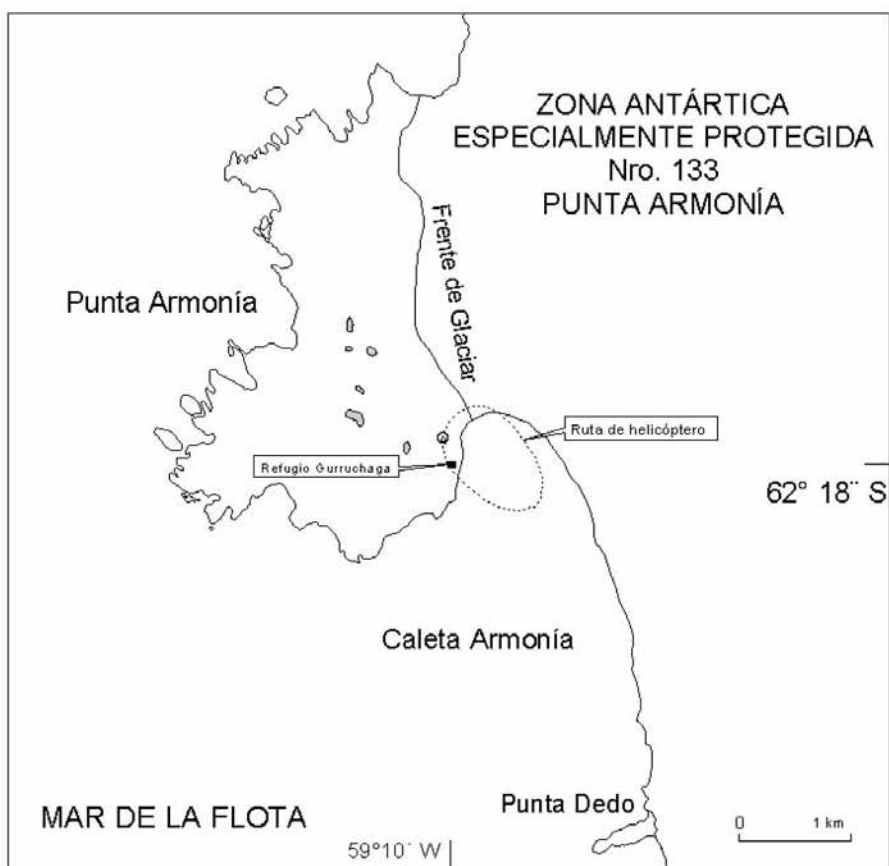 ZONA ANTÁRTICA
ESPECIALMENTE PROTEGIDA
Nro. 133
PUNTA ARMONÍA
Frente de Glaciar
Punta Armonía
Ruta de helicóptero
Refugio Gurruchaga
62° 18¨ S
Caleta Armonía
Punta Dedo
MAR DE LA FLOTA
0 1 km
59°10´ W